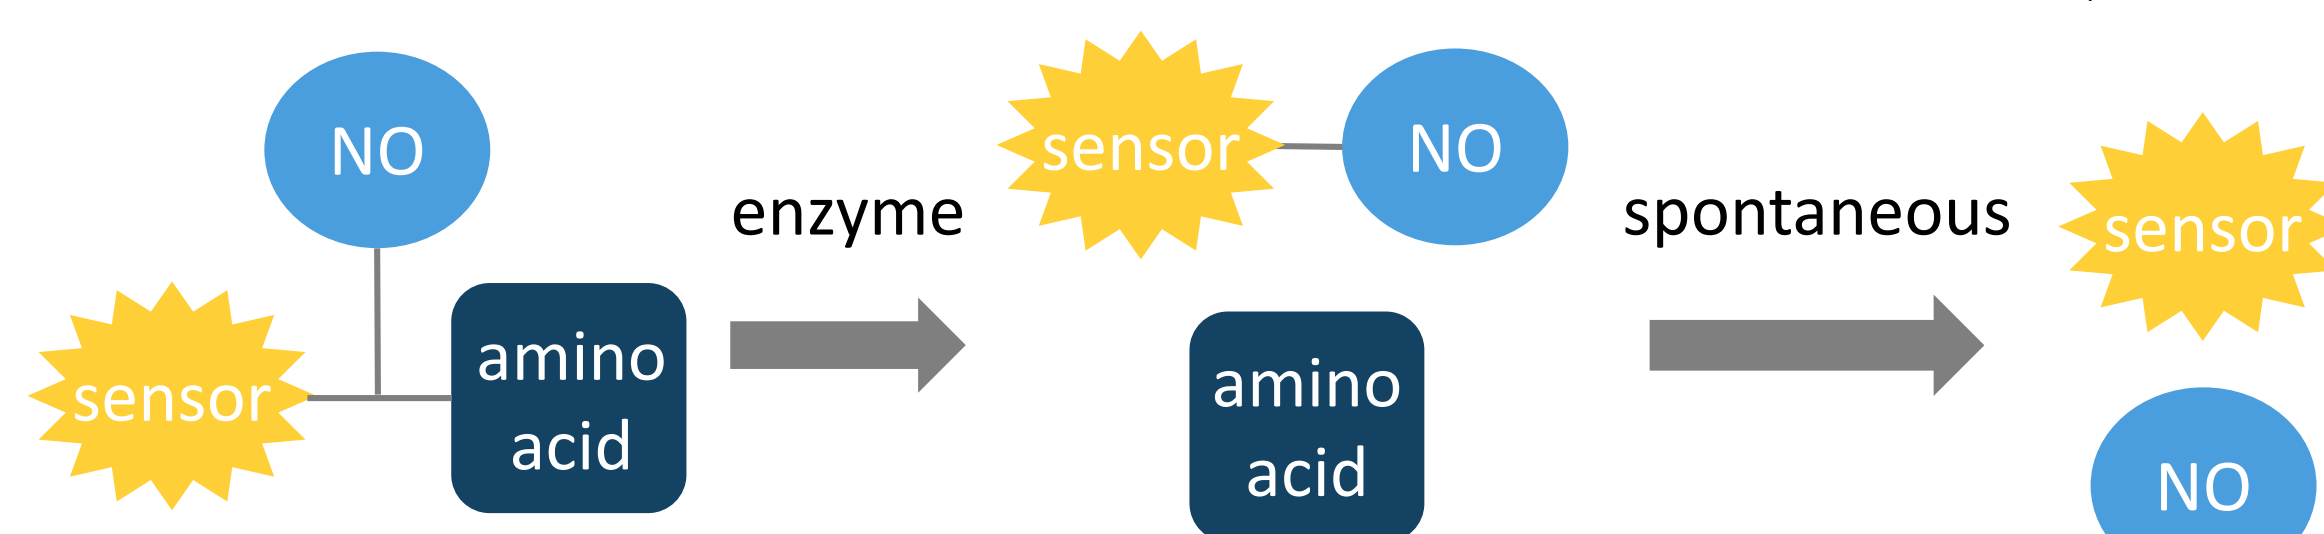 NO
sensor
amino
acid
enzyme
sensor
NO
amino
acid
spontaneous
sensor
NO